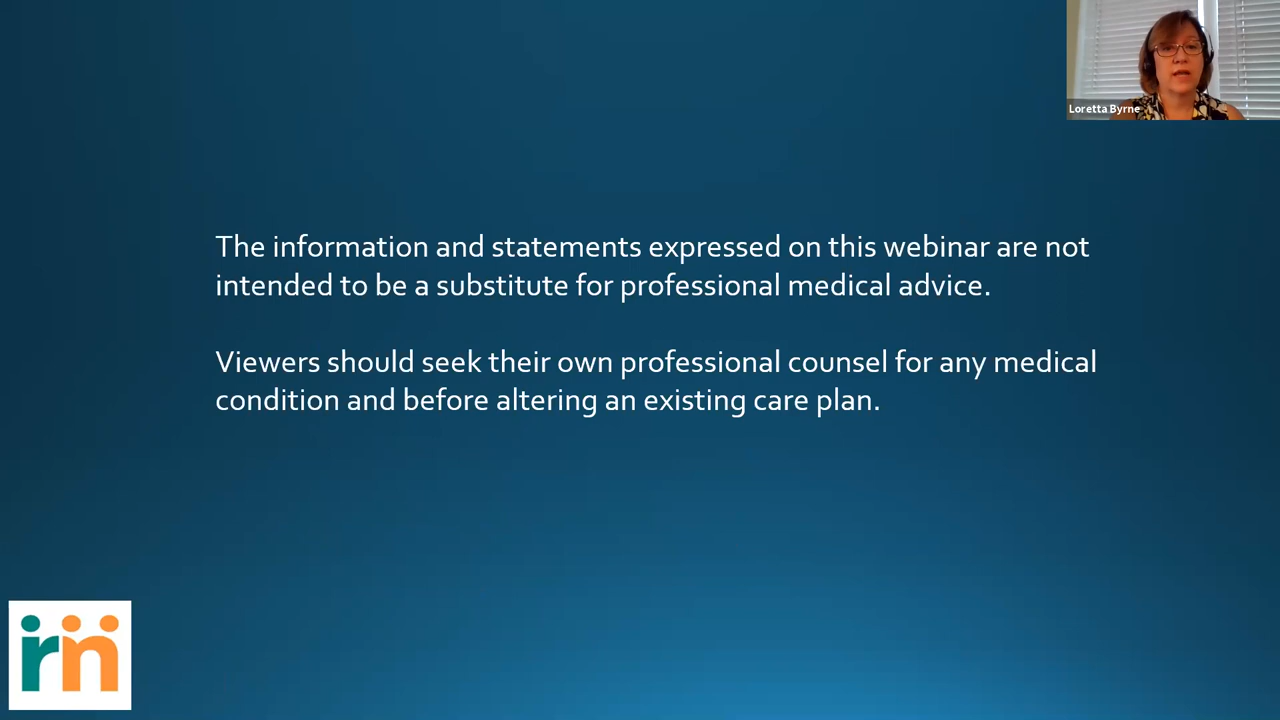 Loretta Byrne
The information and statements expressed on this webinar are not
intended to be a substitute for professional medical advice.
Viewers should seek their own professional counsel for any medical
condition and before altering an existing care plan.
rm